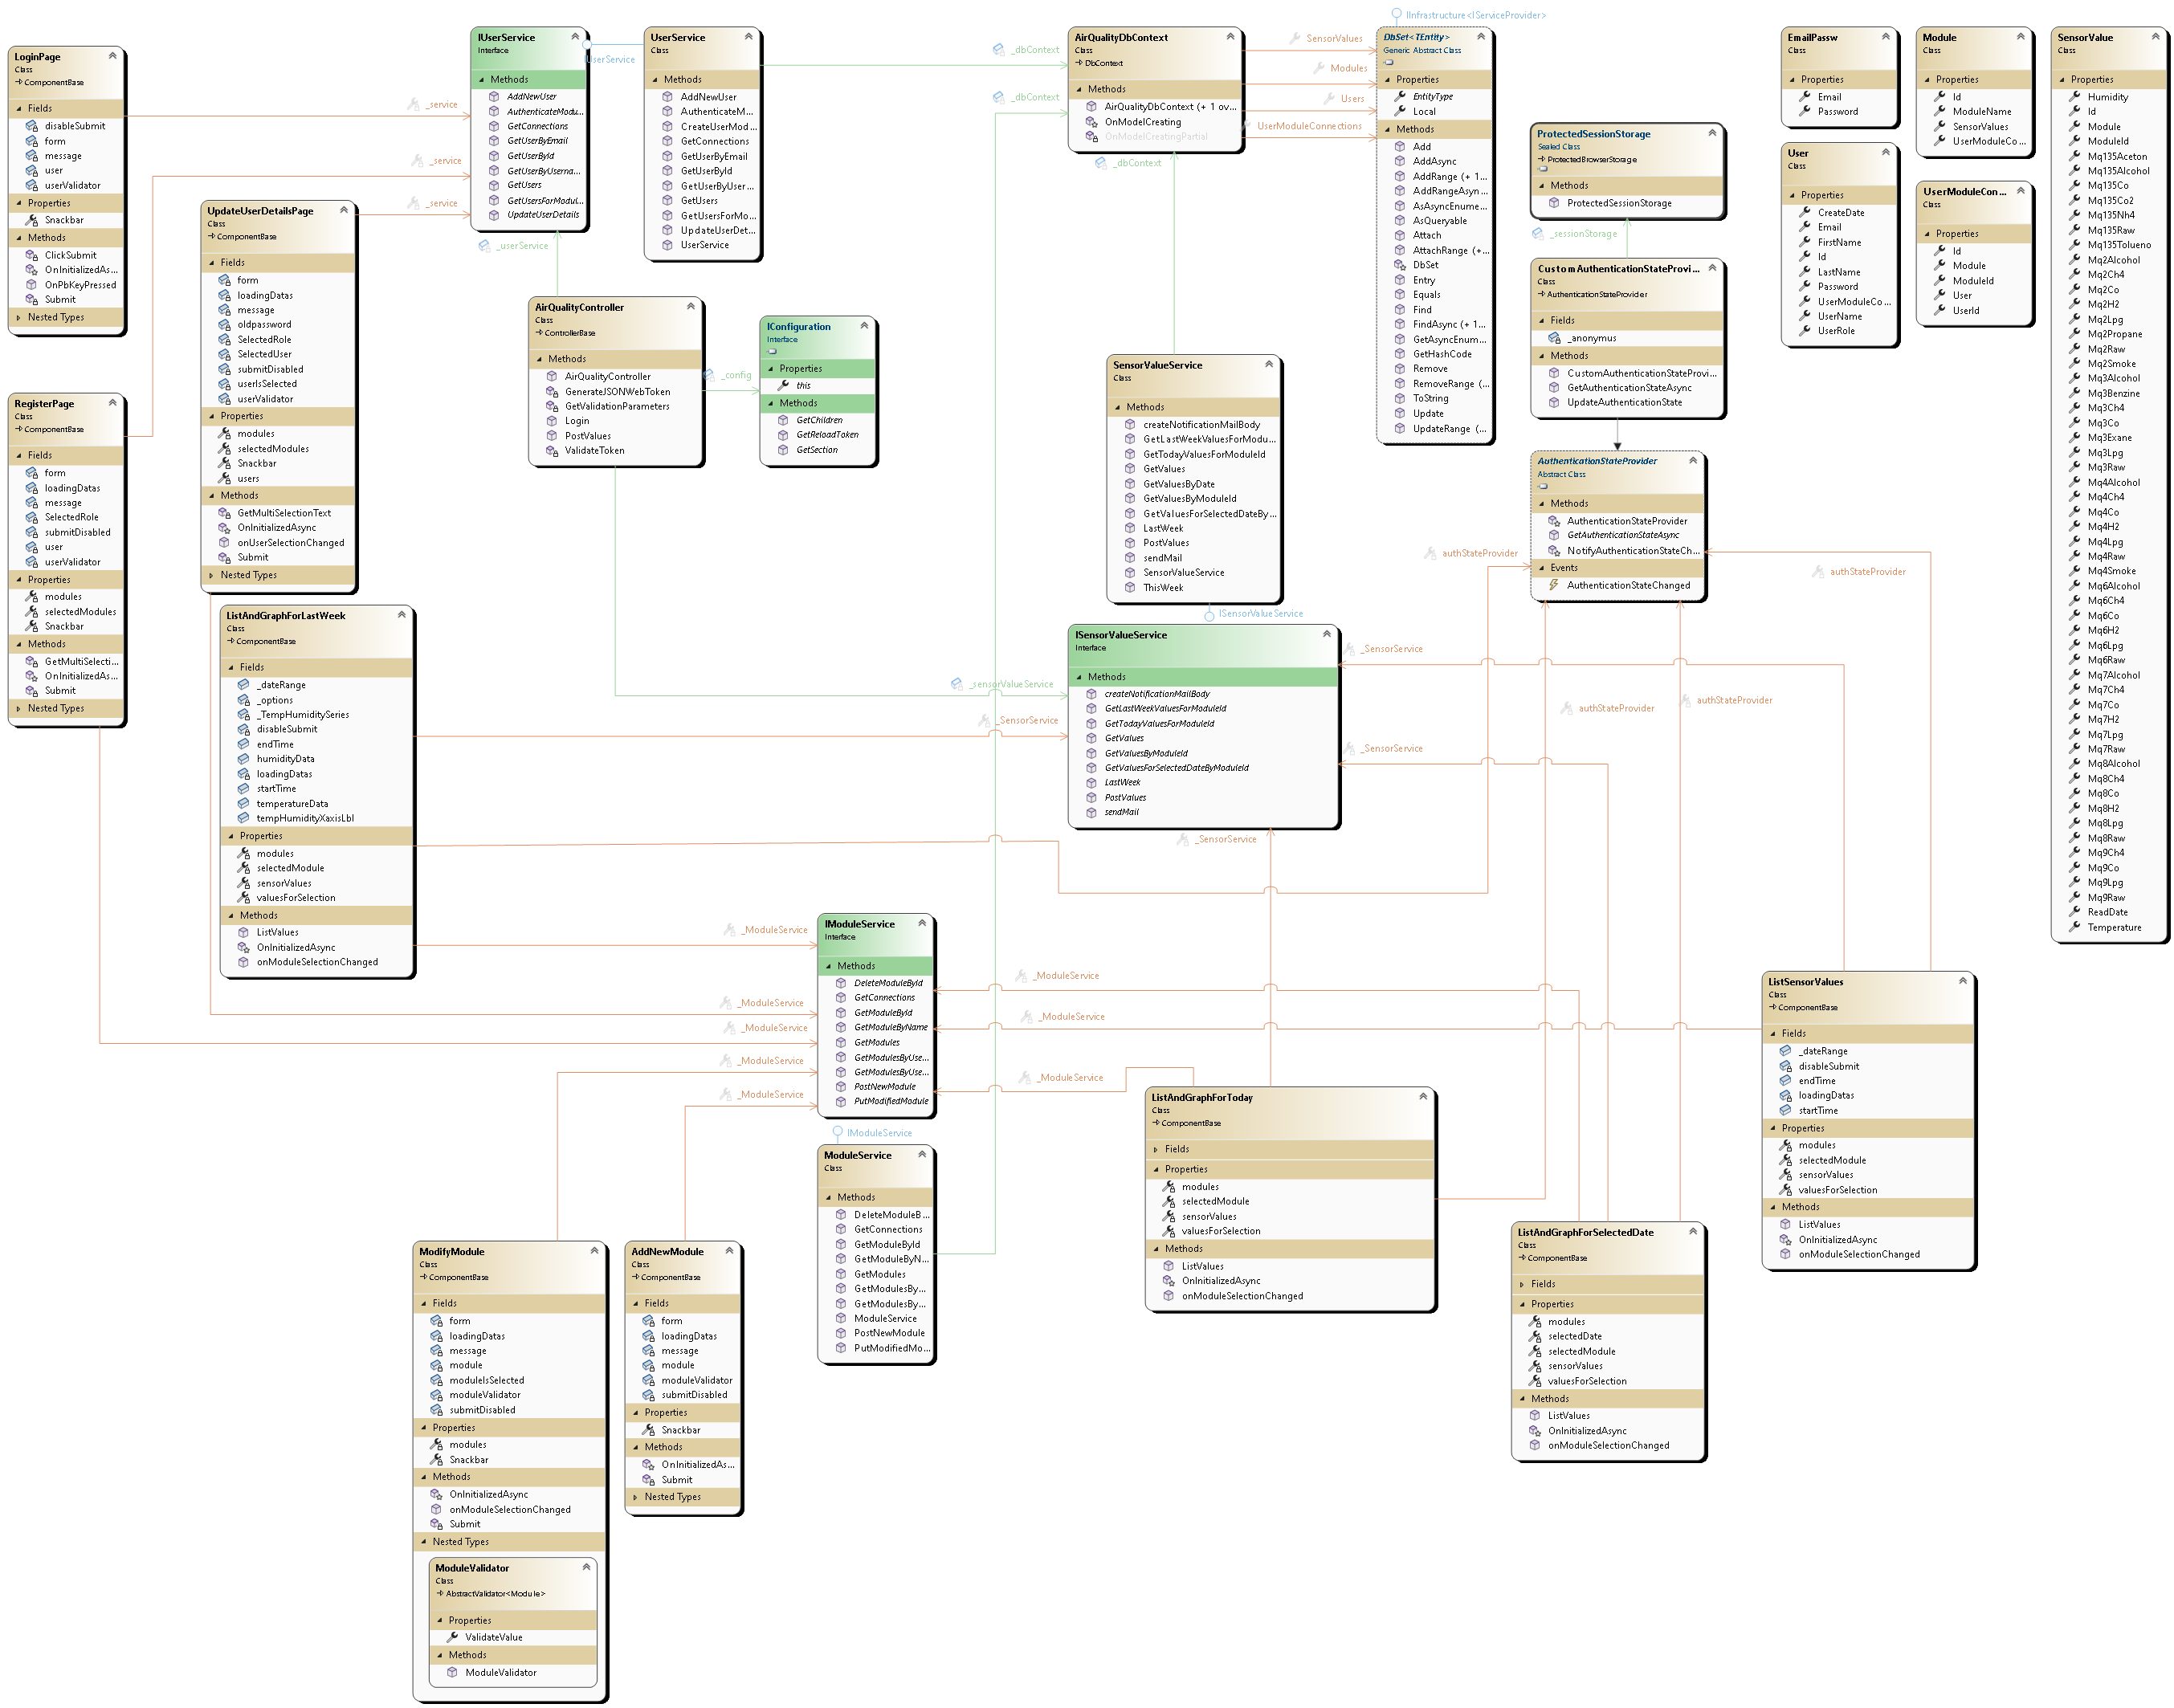 LoginPage
Class
ComponentBase
Fields
disableSubmit
form
message
user
userValidator
Properties
Snackbar
Methods
ClickSubmit
OnInitializedAs...
OnPbKeyPressed
Submit
Nested Types
RegisterPage
Class
ComponentBase
Fields
form
loadingDatas
message
SelectedRole
submitDisabled
user
userValidator
Properties
modules
selectedModules
Snackbar
Methods
GetMultiSelecti...
OnInitializedAs...
Submit
Nested Types
UpdateUserDetailsPage
Class
ComponentBase
Fields
form
loadingDatas
message
oldpassword
SelectedRole
SelectedUser
submitDisabled
userIsSelected
userValidator
Properties
modules
selectedModules
Snackbar
users
Methods
GetMultiSelectionText
OnInitializedAsync
onUserSelectionChanged
Submit
Nested Types
ListAndGraphForLastWeek
Class
ComponentBase
Fields
_dateRange
_options
_TempHumiditySeries
disableSubmit
endTime
humidityData
loadingDatas
startTime
temperatureData
tempHumidityXaxisLbl
Properties
modules
selectedModule
sensorValues
valuesForSelection
Methods
ListValues
OnInitializedAsync
onModuleSelectionChanged
_service
_service
_service
_userService
IUserService
Interface
Methods
AddNewUser
AuthenticateModu...
GetConnections
GetUserByEmail
GetUserById
GetUserByUserna...
GetUsers
GetUsersForModul...
UpdateUserDetails
IUserService
UserService
Class
Methods
AddNewUser
AuthenticateM...
CreateUserMod...
GetConnections
GetUserByEmail
GetUserById
GetUserByUser...
GetUsers
GetUsersForMo...
UpdateUserDet...
UserService
AirQualityController
Class
ControllerBase
Methods
AirQualityController
GenerateJSONWebToken
GetValidationParameters
Login
PostValues
ValidateToken
_config
IConfiguration
Interface
Properties
this
Methods
GetChildren
GetReloadToken
GetSection
_dbContext
_dbContext
_dbContext
AirQualityDbContext
Class
DbContext
Methods
AirQualityDbContext (+ 1 ov...
OnModelCreating
OnModelCreatingPartial
SensorValues
Modules
Users
UserModuleConnections
IInfrastructure<IServiceProvider>
DbSet<TEntity>
Generic Abstract Class
Properties
EntityType
Local
Methods
Add
AddAsync
AddRange (+ 1...
AddRangeAsyn...
AsAsyncEnume...
AsQueryable
Attach
AttachRange (+...
DbSet
Entry
Equals
Find
FindAsync (+ 1...
GetAsyncEnum...
GetHashCode
Remove
RemoveRange (...
ToString
Update
UpdateRange (...
SensorValueService
Class
Methods
createNotificationMailBody
GetLastWeekValuesForModu...
GetTodayValuesForModuleId
GetValues
GetValuesByDate
GetValuesByModuleId
GetValuesForSelectedDateBy...
LastWeek
PostValues
sendMail
SensorValueService
ThisWeek
ISensorValueService
ISensorValueService
Interface
Methods
createNotificationMailBody
GetLastWeekValuesForModuleId
GetTodayValuesForModuleId
GetValues
GetValuesByModuleId
GetValuesForSelectedDateByModuleId
LastWeek
PostValues
sendMail
_sensorValueService
_SensorService
_SensorService
_SensorService
_SensorService
ProtectedSessionStorage
Sealed Class
ProtectedBrowserStorage
Methods
ProtectedSessionStorage
_sessionStorage
CustomAuthenticationStateProvi...
Class
AuthenticationStateProvider
Fields
_anonymus
Methods
CustomAuthenticationStateProvi...
GetAuthenticationStateAsync
UpdateAuthenticationState
AuthenticationStateProvider
Abstract Class
Methods
AuthenticationStateProvider
GetAuthenticationStateAsync
NotifyAuthenticationStateCh...
Events
AuthenticationStateChanged
authStateProvider
authStateProvider
authStateProvider
authStateProvider
EmailPassw
Class
Properties
Email
Password
User
Class
Properties
CreateDate
Email
FirstName
Id
LastName
Password
UserModuleCo...
UserName
UserRole
Module
Class
Properties
Id
ModuleName
SensorValues
UserModuleCo...
UserModuleCon...
Class
Properties
Id
Module
ModuleId
User
UserId
SensorValue
Class
Properties
Humidity
Id
Module
ModuleId
Mq135Aceton
Mq135Alcohol
Mq135Co
Mq135Co2
Mq135Nh4
Mq135Raw
Mq135Tolueno
Mq2Alcohol
Mq2Ch4
Mq2Co
Mq2H2
Mq2Lpg
Mq2Propane
Mq2Raw
Mq2Smoke
Mq3Alcohol
Mq3Benzine
Mq3Ch4
Mq3Co
Mq3Exane
Mq3Lpg
Mq3Raw
Mq4Alcohol
Mq4Ch4
Mq4Co
Mq4H2
Mq4Lpg
Mq4Raw
Mq4Smoke
Mq6Alcohol
Mq6Ch4
Mq6Co
Mq6H2
Mq6Lpg
Mq6Raw
Mq7Alcohol
Mq7Ch4
Mq7Co
Mq7H2
Mq7Lpg
Mq7Raw
Mq8Alcohol
Mq8Ch4
Mq8Co
Mq8H2
Mq8Lpg
Mq8Raw
Mq9Ch4
Mq9Co
Mq9Lpg
Mq9Raw
ReadDate
Temperature
_ModuleService
_ModuleService
_ModuleService
_ModuleService
_ModuleService
_ModuleService
_ModuleService
_ModuleService
IModuleService
Interface
Methods
DeleteModuleById
GetConnections
GetModuleById
GetModuleByName
GetModules
GetModulesByUse...
GetModulesByUse...
PostNewModule
PutModifiedModule
IModuleService
ModuleService
Class
Methods
DeleteModuleB...
GetConnections
GetModuleById
GetModuleByN...
GetModules
GetModulesBy...
GetModulesBy...
ModuleService
PostNewModule
PutModifiedMo...
ModifyModule
Class
ComponentBase
Fields
form
loadingDatas
message
module
moduleIsSelected
moduleValidator
submitDisabled
Properties
modules
Snackbar
Methods
OnInitializedAsync
onModuleSelectionChanged
Submit
Nested Types
ModuleValidator
Class
AbstractValidator<Module>
Properties
ValidateValue
Methods
ModuleValidator
AddNewModule
Class
ComponentBase
Fields
form
loadingDatas
message
module
moduleValidator
submitDisabled
Properties
Snackbar
Methods
OnInitializedAs...
Submit
Nested Types
ListAndGraphForToday
Class
ComponentBase
Fields
Properties
modules
selectedModule
sensorValues
valuesForSelection
Methods
ListValues
OnInitializedAsync
onModuleSelectionChanged
ListAndGraphForSelectedDate
Class
ComponentBase
Fields
Properties
modules
selectedDate
selectedModule
sensorValues
valuesForSelection
Methods
ListValues
OnInitializedAsync
onModuleSelectionChanged
ListSensorValues
Class
ComponentBase
Fields
_dateRange
disableSubmit
endTime
loadingDatas
startTime
Properties
modules
selectedModule
sensorValues
valuesForSelection
Methods
ListValues
OnInitializedAsync
onModuleSelectionChanged